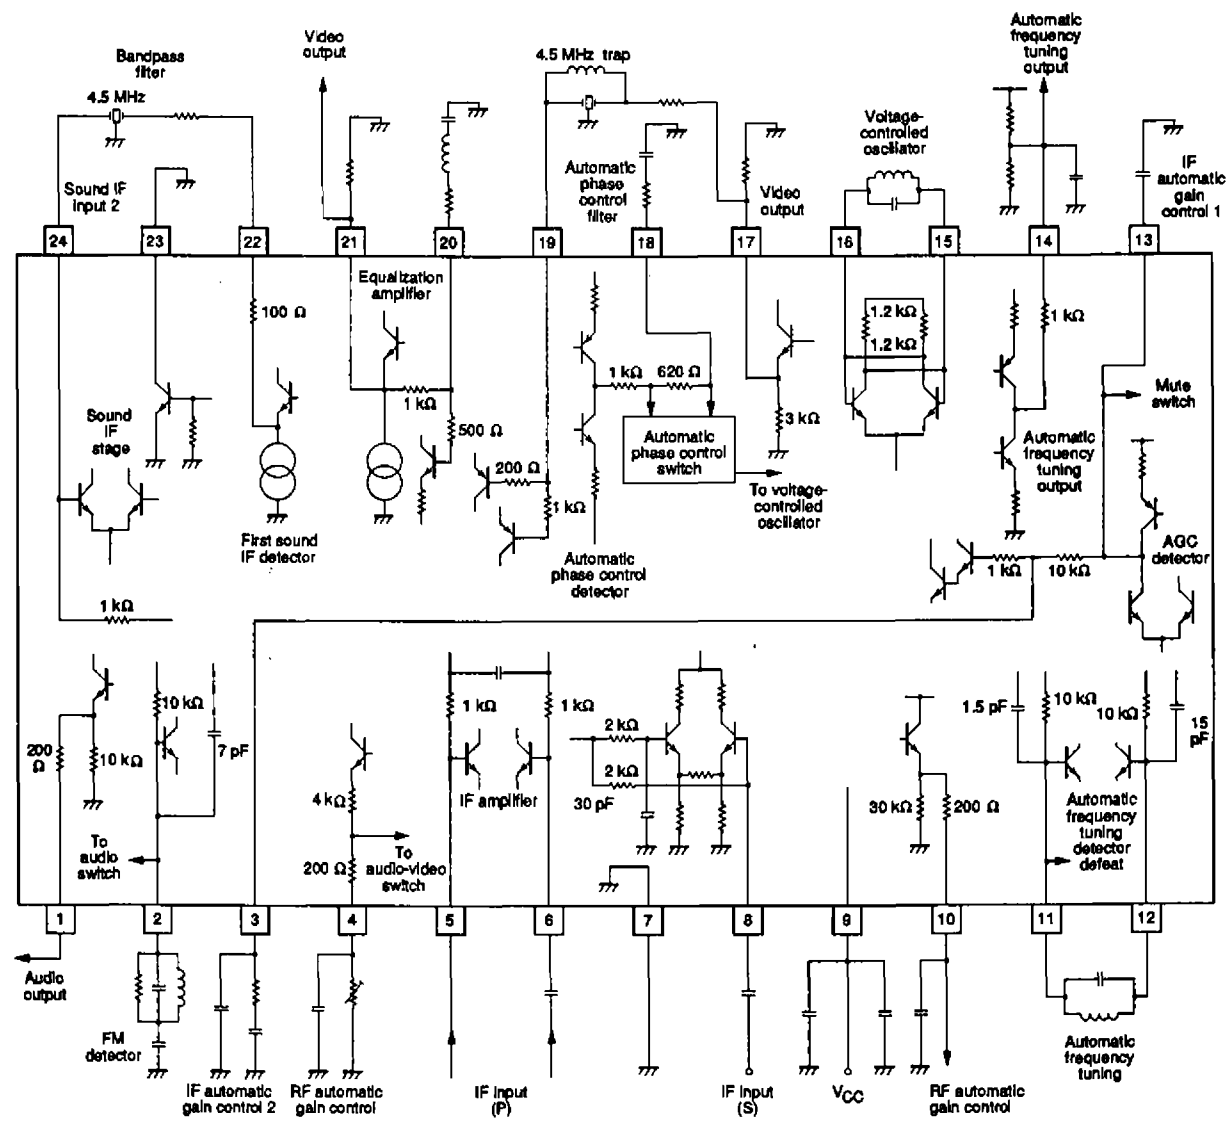 Automatic
frequency
tuning
output
Video
output
4.5 MHz trap
Bandpass
filter
4.5 MHz
Voltage-
controlled
oscillator
Automatic
phase
control
filter
Video
output
IF
automatic
gain
control 1
Sound IF
input 2
24
23
22
21
20
19
18
17
16
15
14
13
Equalization
amplifier
100 Ω
1.2 kΩ
1.2 kΩ
1 kΩ
1 kΩ
620 Ω
1 kΩ
Mute
switch
Sound
IF
stage
500 Ω
3 kΩ
Automatic
phase control
switch
Automatic
frequency
tuning
output
200 Ω
To voltage-
controlled
oscillator
1 kΩ
First sound
IF detector
Automatic
phase control
detector
AGC
detector
1 kΩ
10 kΩ
1 kΩ
10 kΩ
7 pF
1 kΩ
1 kΩ
2 kΩ
2 kΩ
30 pF
1.5 pF
10 kΩ
10 kΩ
15
pF
200
Ω
10 kΩ
4 kΩ
IF amplifier
30 kΩ
200 Ω
Automatic
frequency
tuning
detector
defeat
To
audio
switch
200 Ω
To
audio-video
switch
1
2
3
4
5
6
7
8
9
10
11
12
Audio
output
FM
detector
IF automatic
gain control 2
RF automatic
gain control
IF input
(P)
IF input
(S)
VCC
RF automatic
gain control
Automatic
frequency
tuning